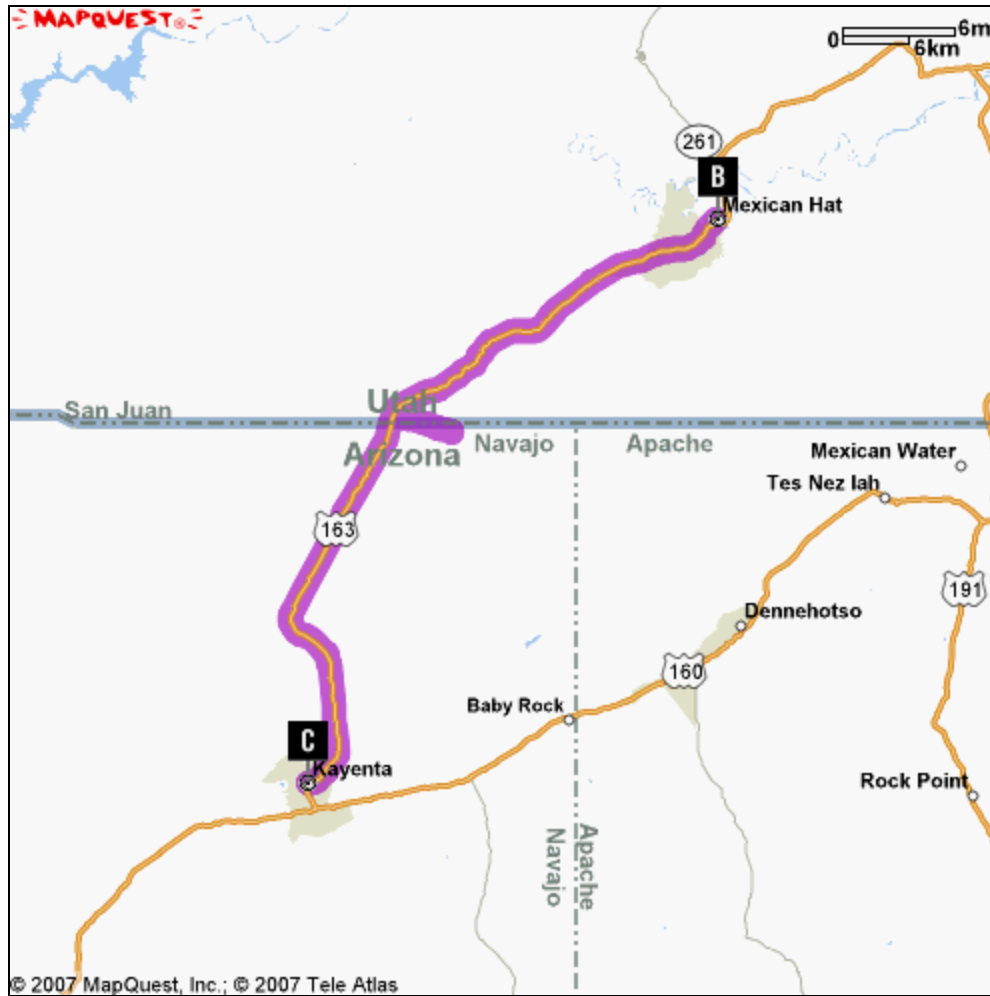 MAPQUEST®
0 6m
6km
261
B
Mexican Hat
Utah
San Juan
Arizona
Navajo
Apache
Mexican Water
Tes Nez Iah
163
191
Dennehotso
160
Baby Rock
C
Kayenta
Rock Point
Navajo
Apache
© 2007 MapQuest, Inc.; © 2007 Tele Atlas